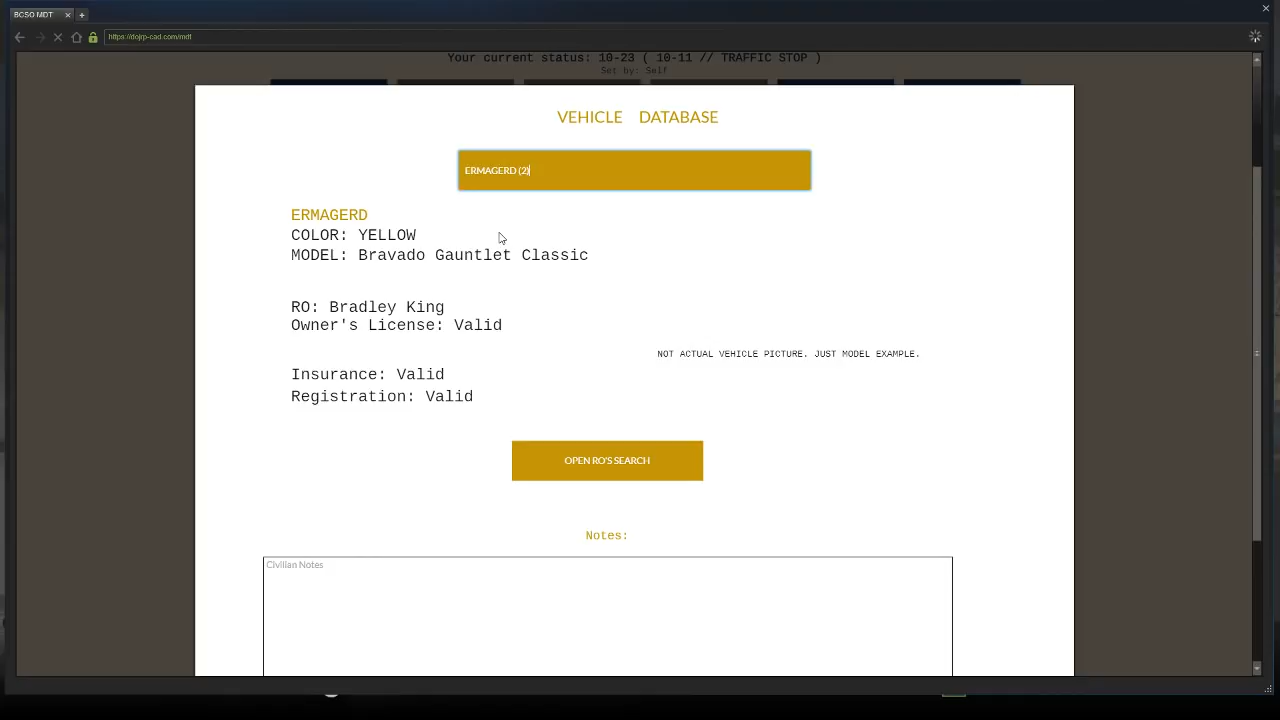 BCSO MDT
https://dojrp-cad.com/mdt
Your current status: 10-23 ( 10-11 // TRAFFIC STOP )
Set by: Self
VEHICLE DATABASE
ERMAGERD (2)
ERMAGERD
COLOR: YELLOW
MODEL: Bravado Gauntlet Classic
RO: Bradley King
Owner's License: Valid
NOT ACTUAL VEHICLE PICTURE. JUST MODEL EXAMPLE.
Insurance: Valid
Registration: Valid
OPEN RO'S SEARCH
Notes:
Civilian Notes